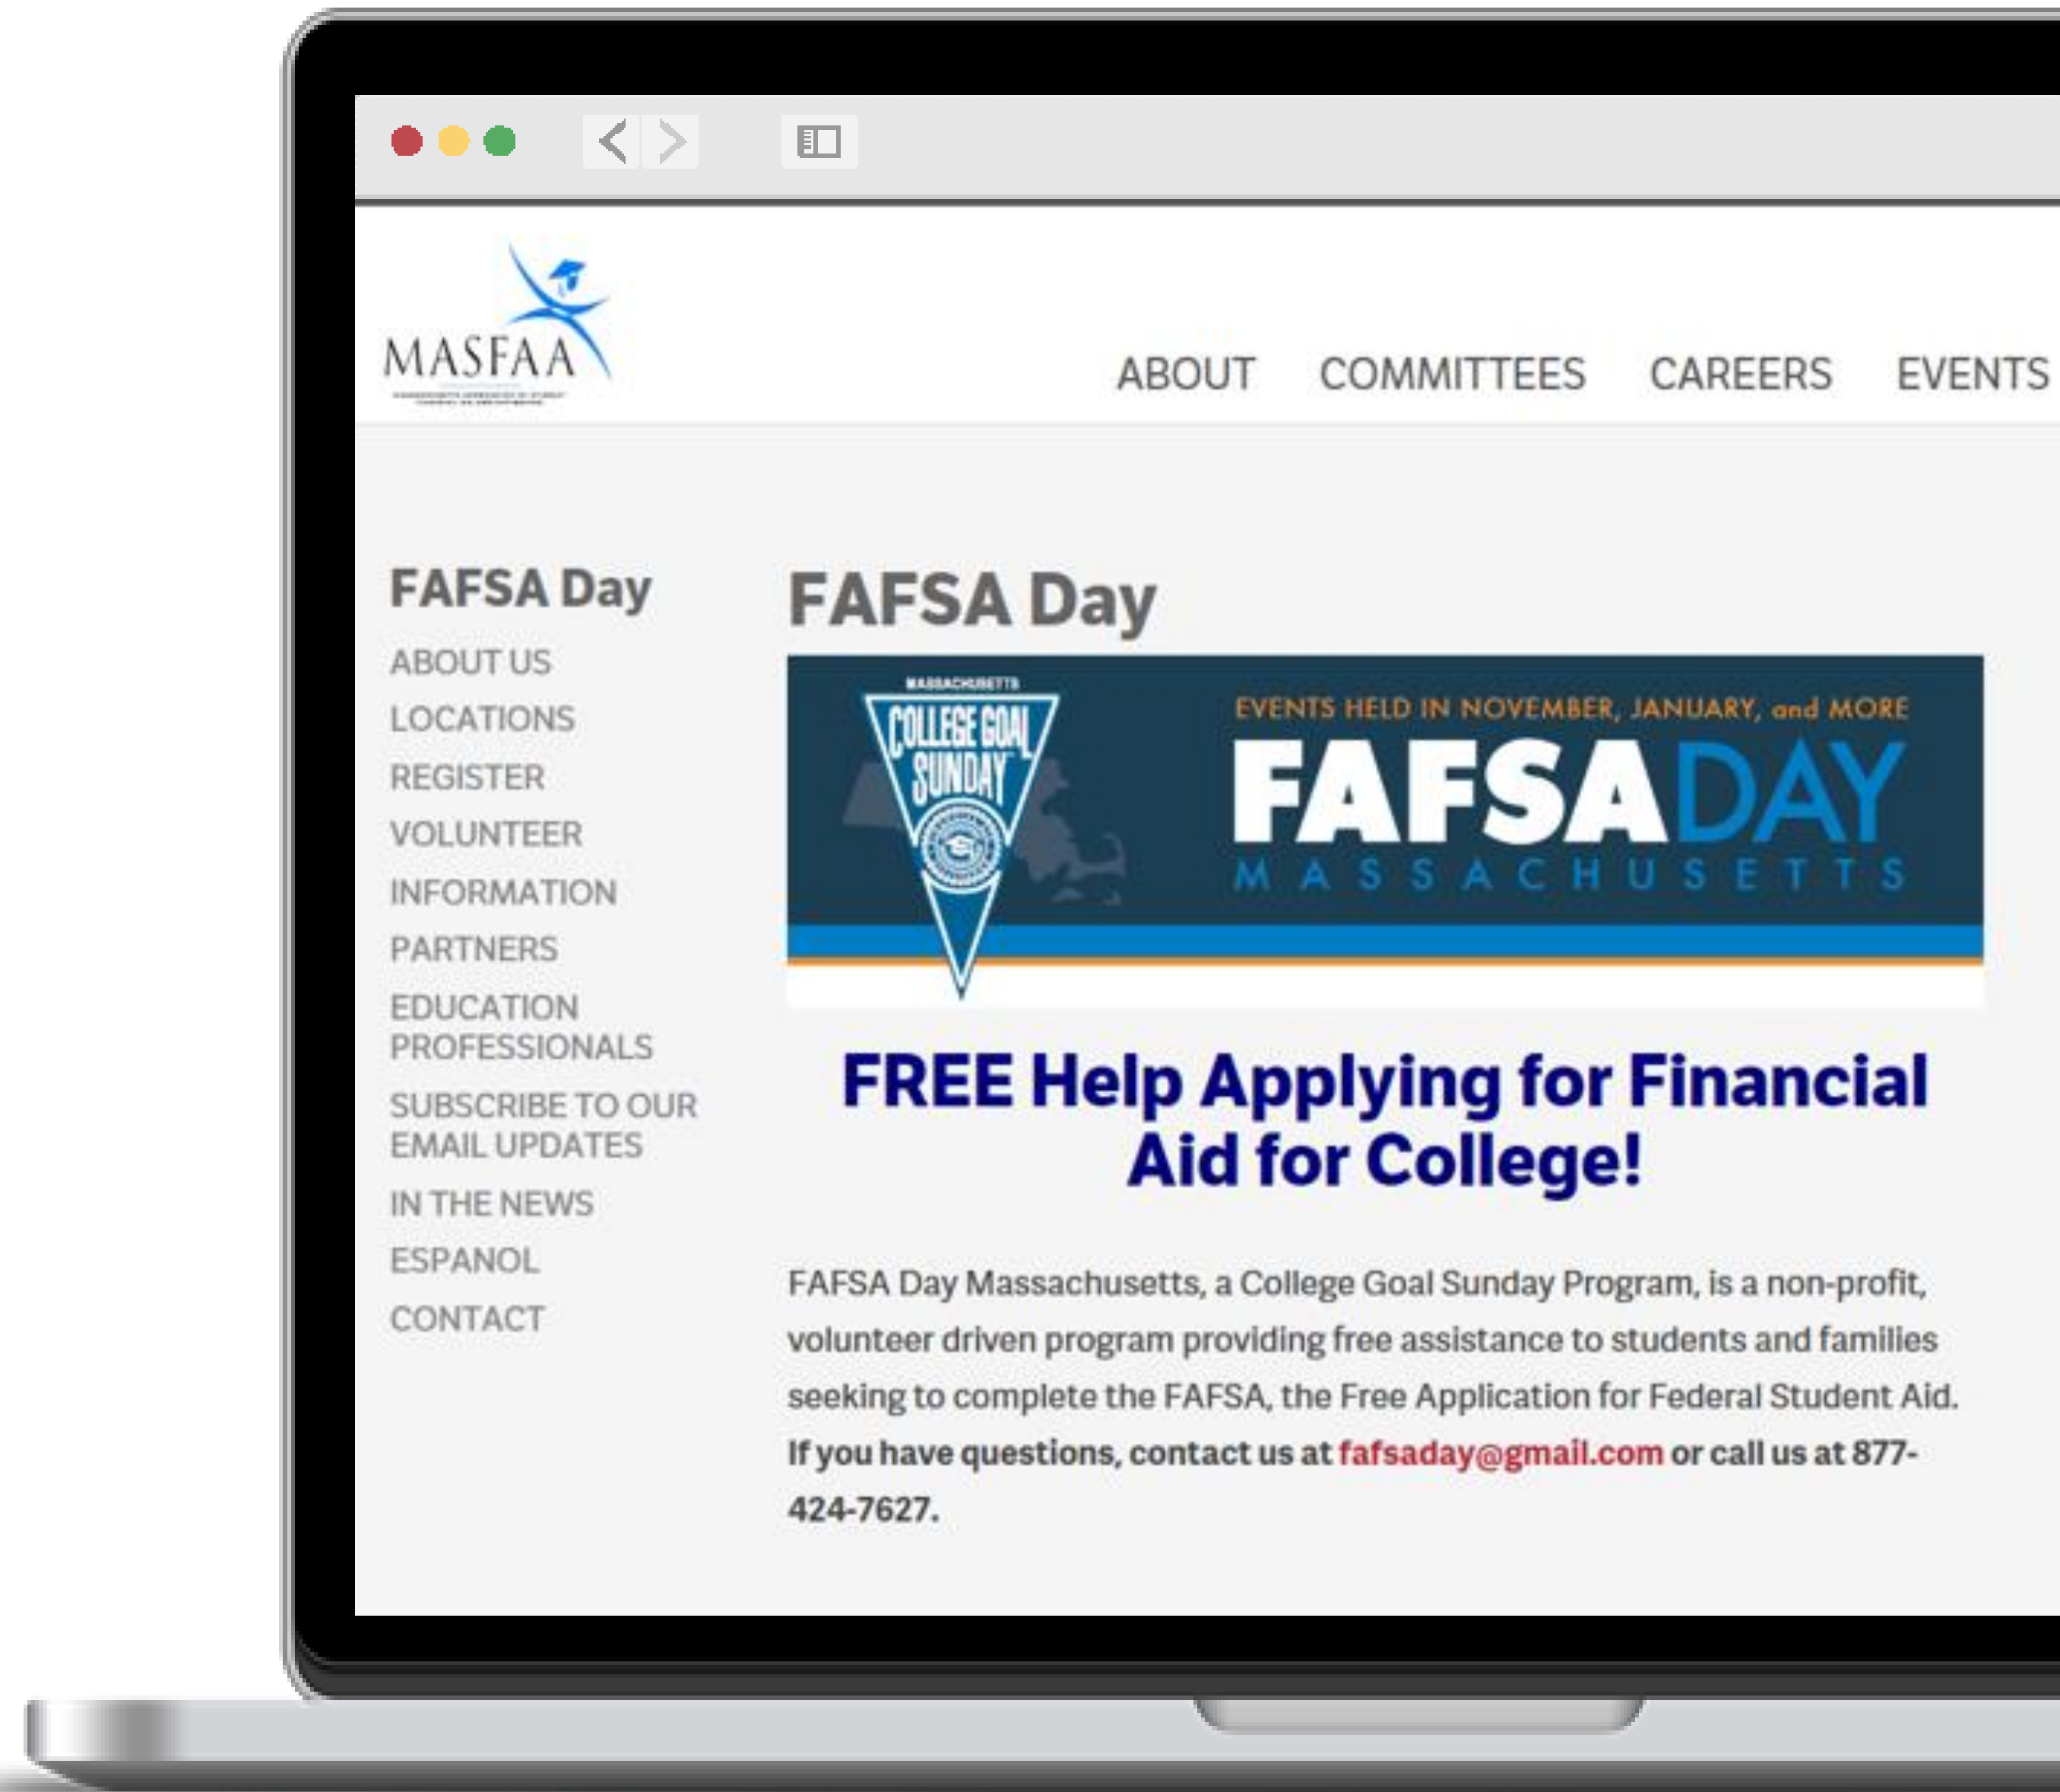 MASFAA
ABOUT COMMITTEES CAREERS EVENTS
FAFSA Day
ABOUT US
LOCATIONS
REGISTER
VOLUNTEER
INFORMATION
PARTNERS
EDUCATION
PROFESSIONALS
SUBSCRIBE TO OUR
EMAIL UPDATES
IN THE NEWS
ESPANOL
CONTACT
FAFSA Day
MASSACHUSETTS
COLLEGE GOAL
SUNDAY
EVENTS HELD IN NOVEMBER, JANUARY, and MORE
FAFSADAY
MASSACHUSETTS
FREE Help Applying for Financial
Aid for College!
FAFSA Day Massachusetts, a College Goal Sunday Program, is a non-profit,
volunteer driven program providing free assistance to students and families
seeking to complete the FAFSA, the Free Application for Federal Student Aid.
If you have questions, contact us at fafsaday@gmail.com or call us at 877-
424-7627.